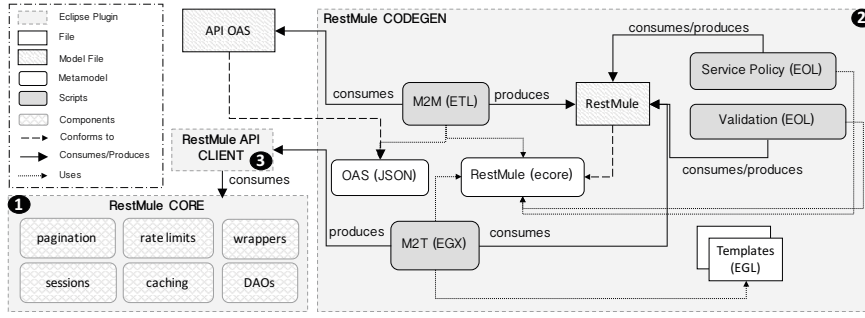 Eclipse Plugin
File
Model File
Metamodel
Scripts
Components
Conforms to
Consumes/Produces
Uses
API OAS
RestMule API
CLIENT
3
consumes
1
RestMule CORE
pagination
rate limits
wrappers
sessions
caching
DAOs
RestMule CODEGEN
2
consumes/produces
Service Policy (EOL)
consumes
M2M (ETL)
produces
RestMule
Validation (EOL)
consumes/produces
OAS (JSON)
RestMule (ecore)
produces
M2T (EGX)
consumes
Templates
(EGL)